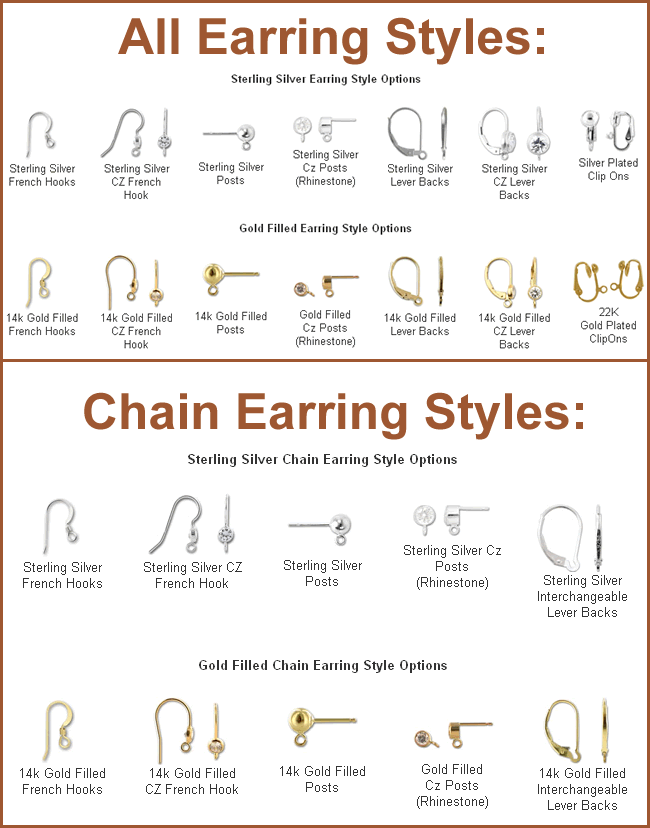 All Earring Styles:
Sterling Silver Earring Style Options
Sterling Silver
French Hooks
Sterling Silver
CZ French
Hook
Sterling Silver
Posts
Sterling Silver
Cz Posts
(Rhinestone)
Sterling Silver
Lever Backs
Sterling Silver
CZ Lever
Backs
Silver Plated
Clip Ons
Gold Filled Earring Style Options
14k Gold Filled
French Hooks
14k Gold Filled
CZ French
Hook
14k Gold Filled
Posts
Gold Filled
Cz Posts
(Rhinestone)
14k Gold Filled
Lever Backs
14k Gold Filled
CZ Lever
Backs
22K
Gold Plated
ClipOns
Chain Earring Styles:
Sterling Silver Chain Earring Style Options
Sterling Silver
French Hooks
Sterling Silver CZ
French Hook
Sterling Silver
Posts
Sterling Silver Cz
Posts
(Rhinestone)
Sterling Silver
Interchangeable
Lever Backs
Gold Filled Chain Earring Style Options
14k Gold Filled
French Hooks
14k Gold Filled
CZ French Hook
14k Gold Filled
Posts
Gold Filled
Cz Posts
(Rhinestone)
14k Gold Filled
Interchangeable
Lever Backs